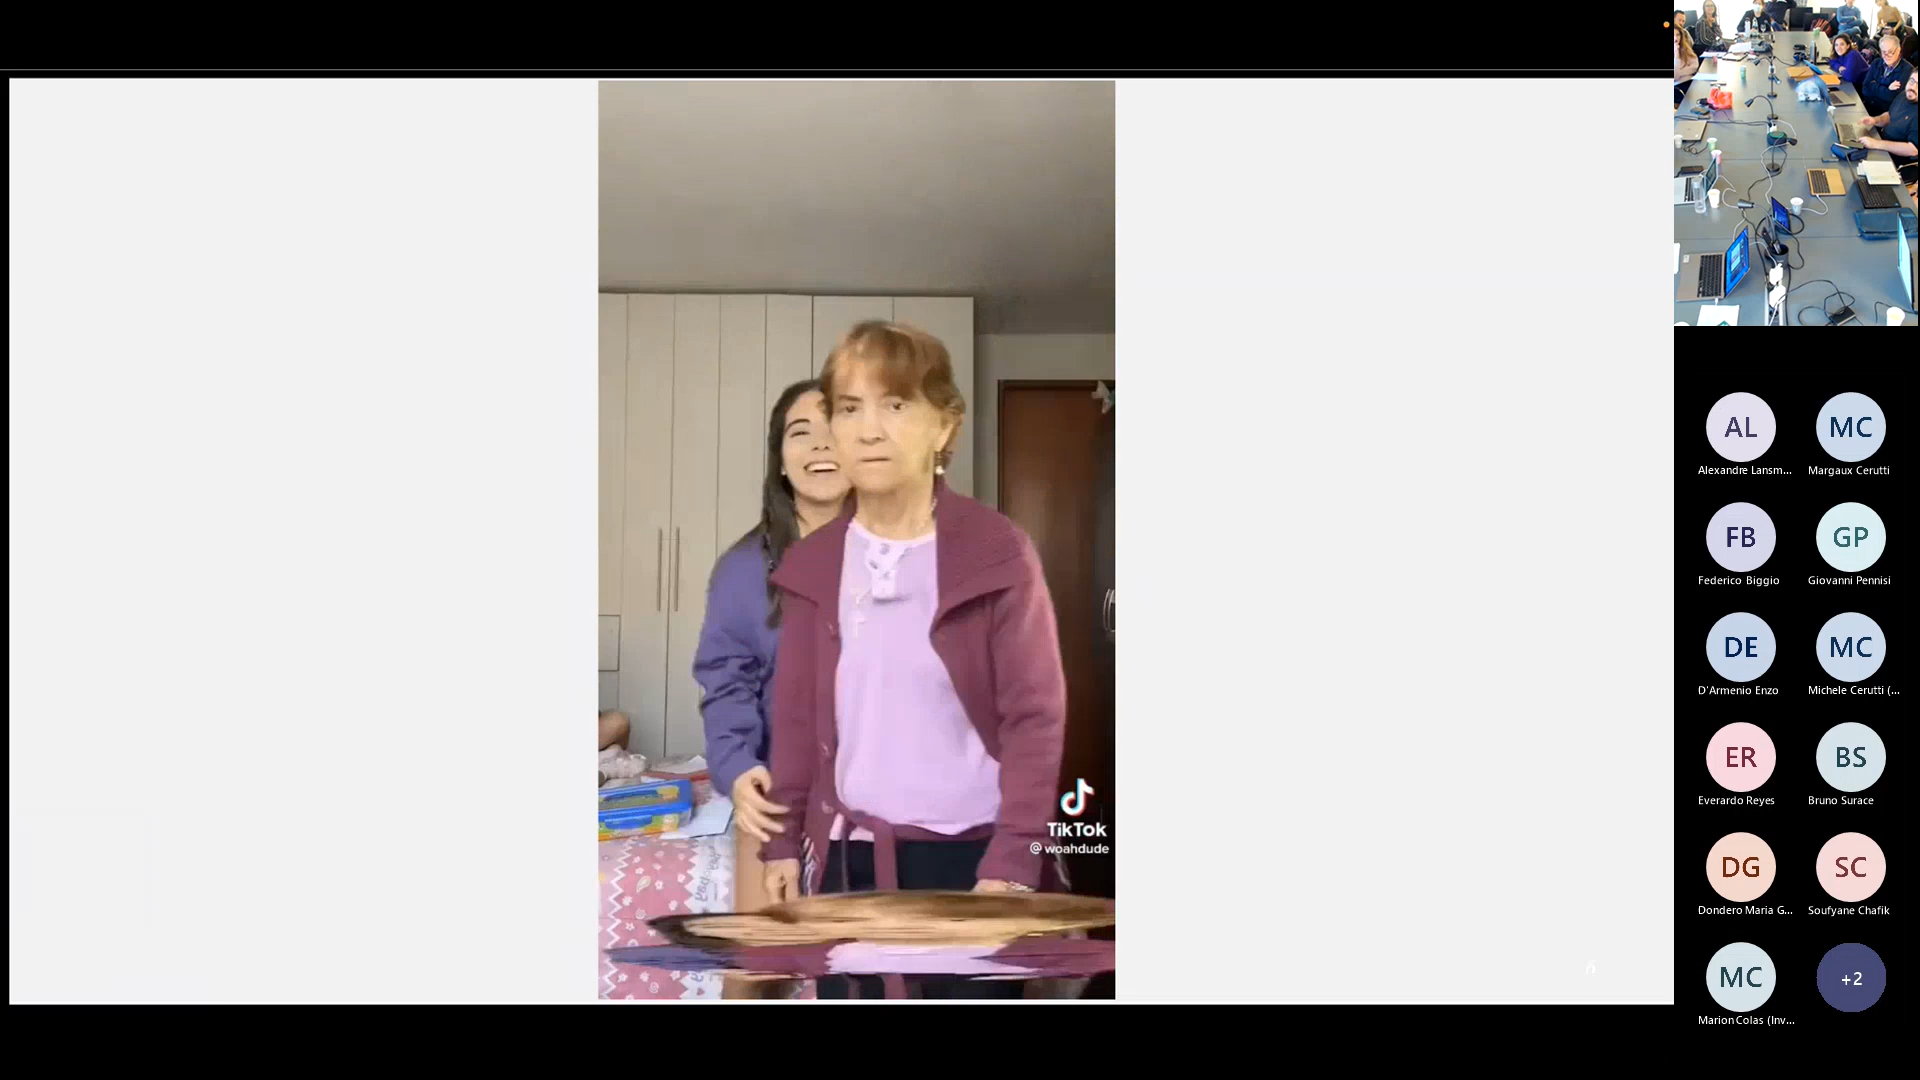 TikTok
@woahdude
AL
MC
Alexandre Lansm...
Margaux Cerutti
FB
GP
Federico Biggio
Giovanni Pennisi
DE
MC
D'Armenio Enzo
Michele Cerutti (...
ER
BS
Everardo Reyes
Bruno Surace
DG
SC
Dondero Maria G...
Soufyane Chafik
MC
+2
Marion Colas (Inv...